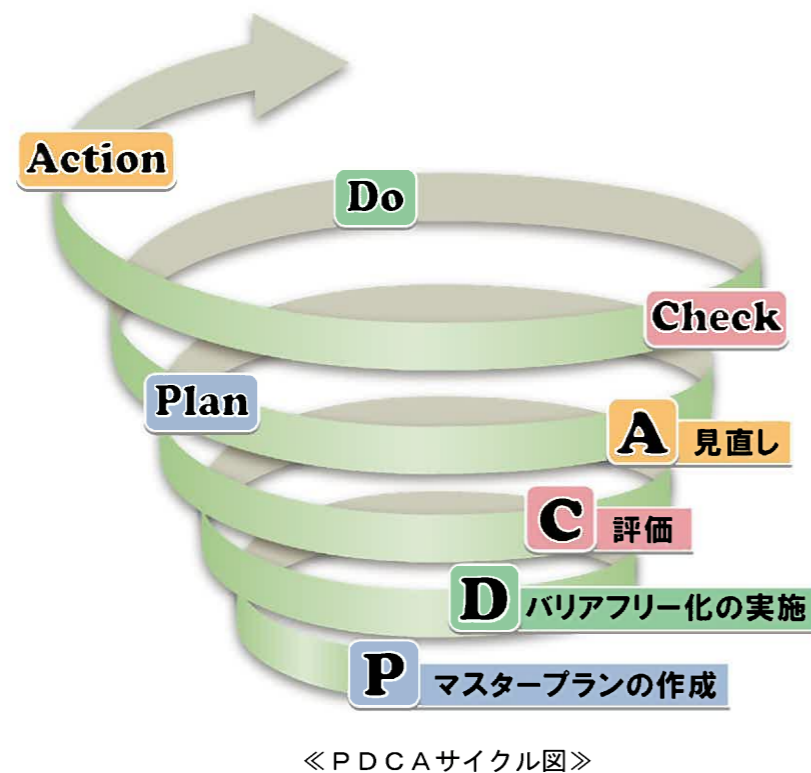 Action
Do
Check
Plan
A 見直し
C 評価
D バリアフリー化の実施
P マスタープランの作成
≪ＰＤＣＡサイクル図≫